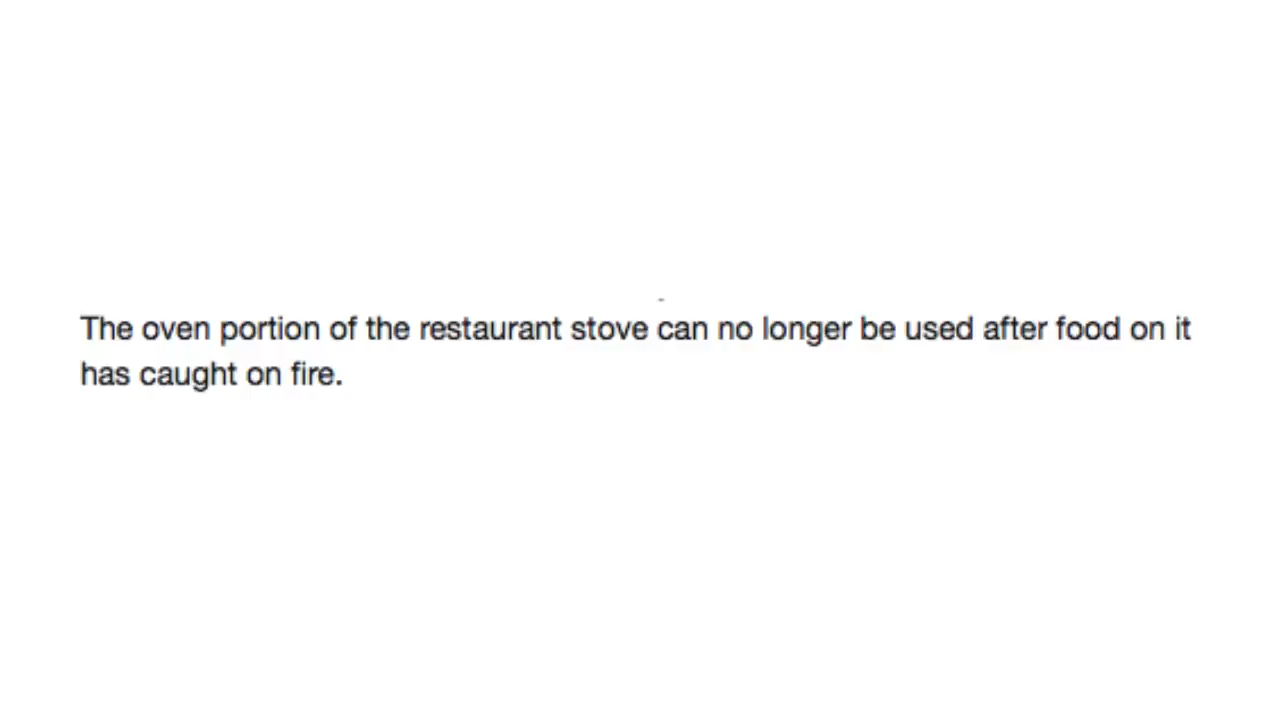 The oven portion of the restaurant stove can no longer be used after food on it
has caught on fire.